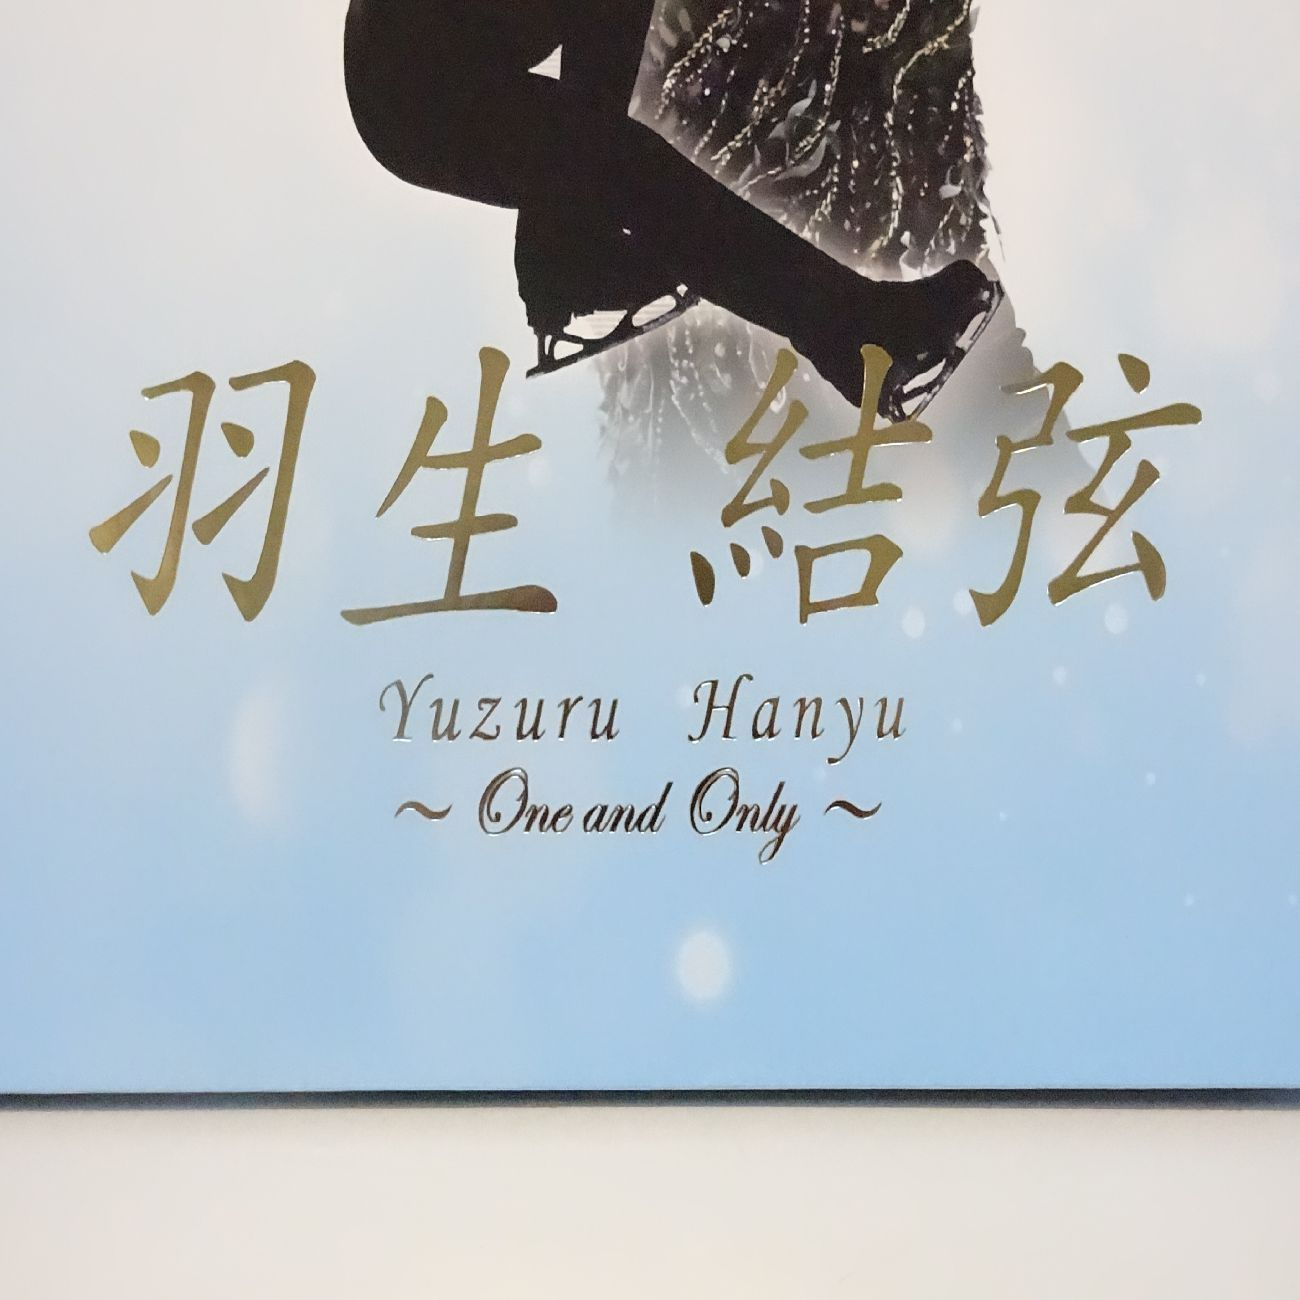 羽生 結弦
Yuzuru Hanyu
～ One and Only ～